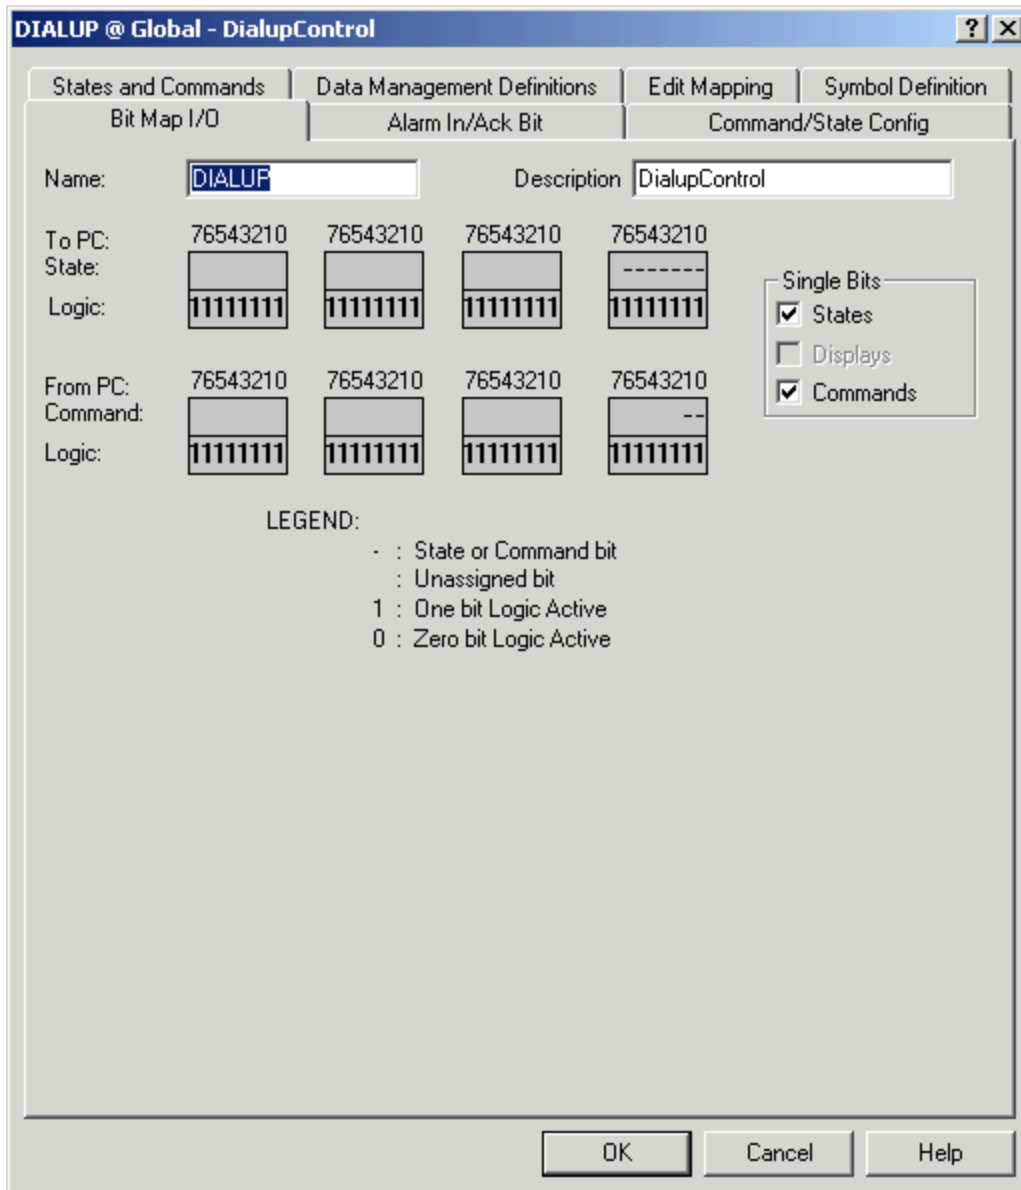 DIALUP @ Global - DialupControl
States and Commands Data Management Definitions Edit Mapping Symbol Definition
Bit Map I/O Alarm In/Ack Bit Command/State Config
Name: DIALUP Description DialupControl
To PC: 76543210 76543210 76543210 76543210
State: -------
Logic: 11111111 11111111 11111111 11111111
Single Bits
States
Displays
Commands
From PC: 76543210 76543210 76543210 76543210
Command: --
Logic: 11111111 11111111 11111111 11111111
LEGEND:
- : State or Command bit
: Unassigned bit
1 : One bit Logic Active
0 : Zero bit Logic Active
OK Cancel Help